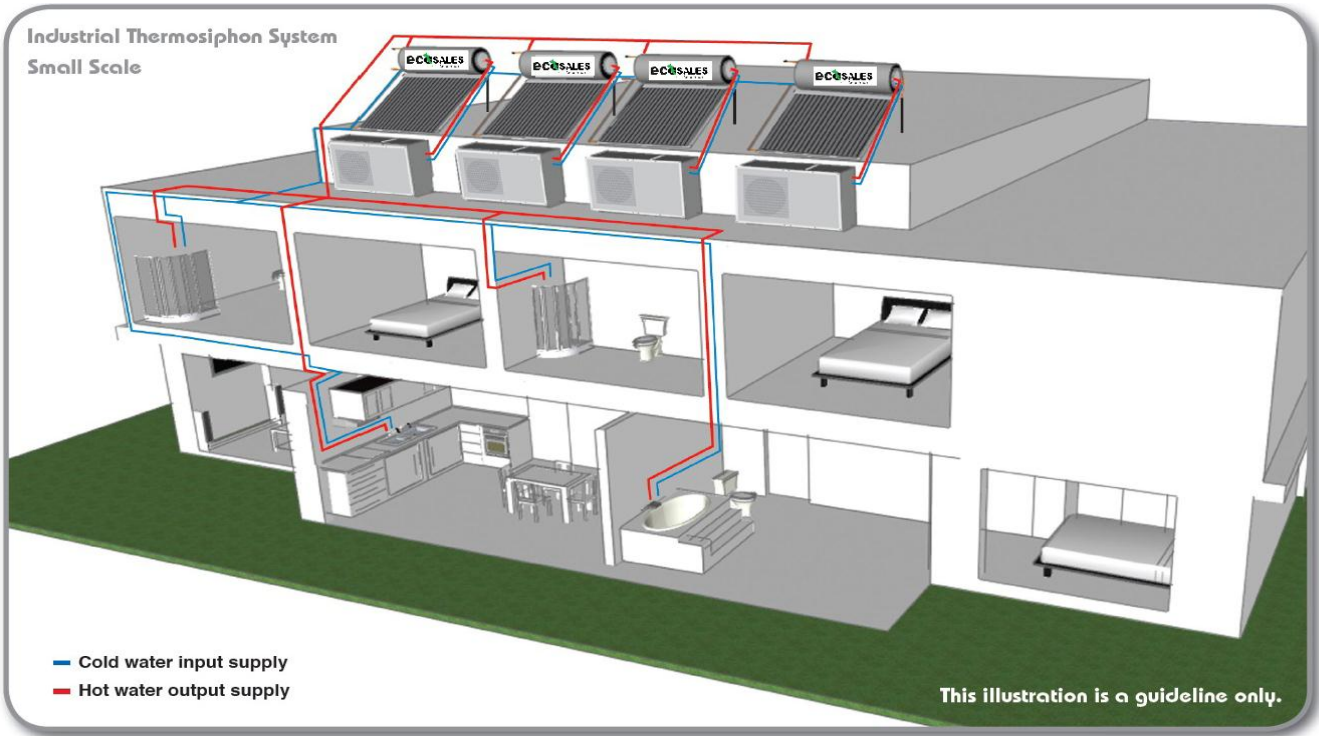 Industrial Thermosiphon System
Small Scale
ecoSALES
ecoSALES
ecoSALES
ecoSALES
Cold water input supply
Hot water output supply
This illustration is a guideline only.